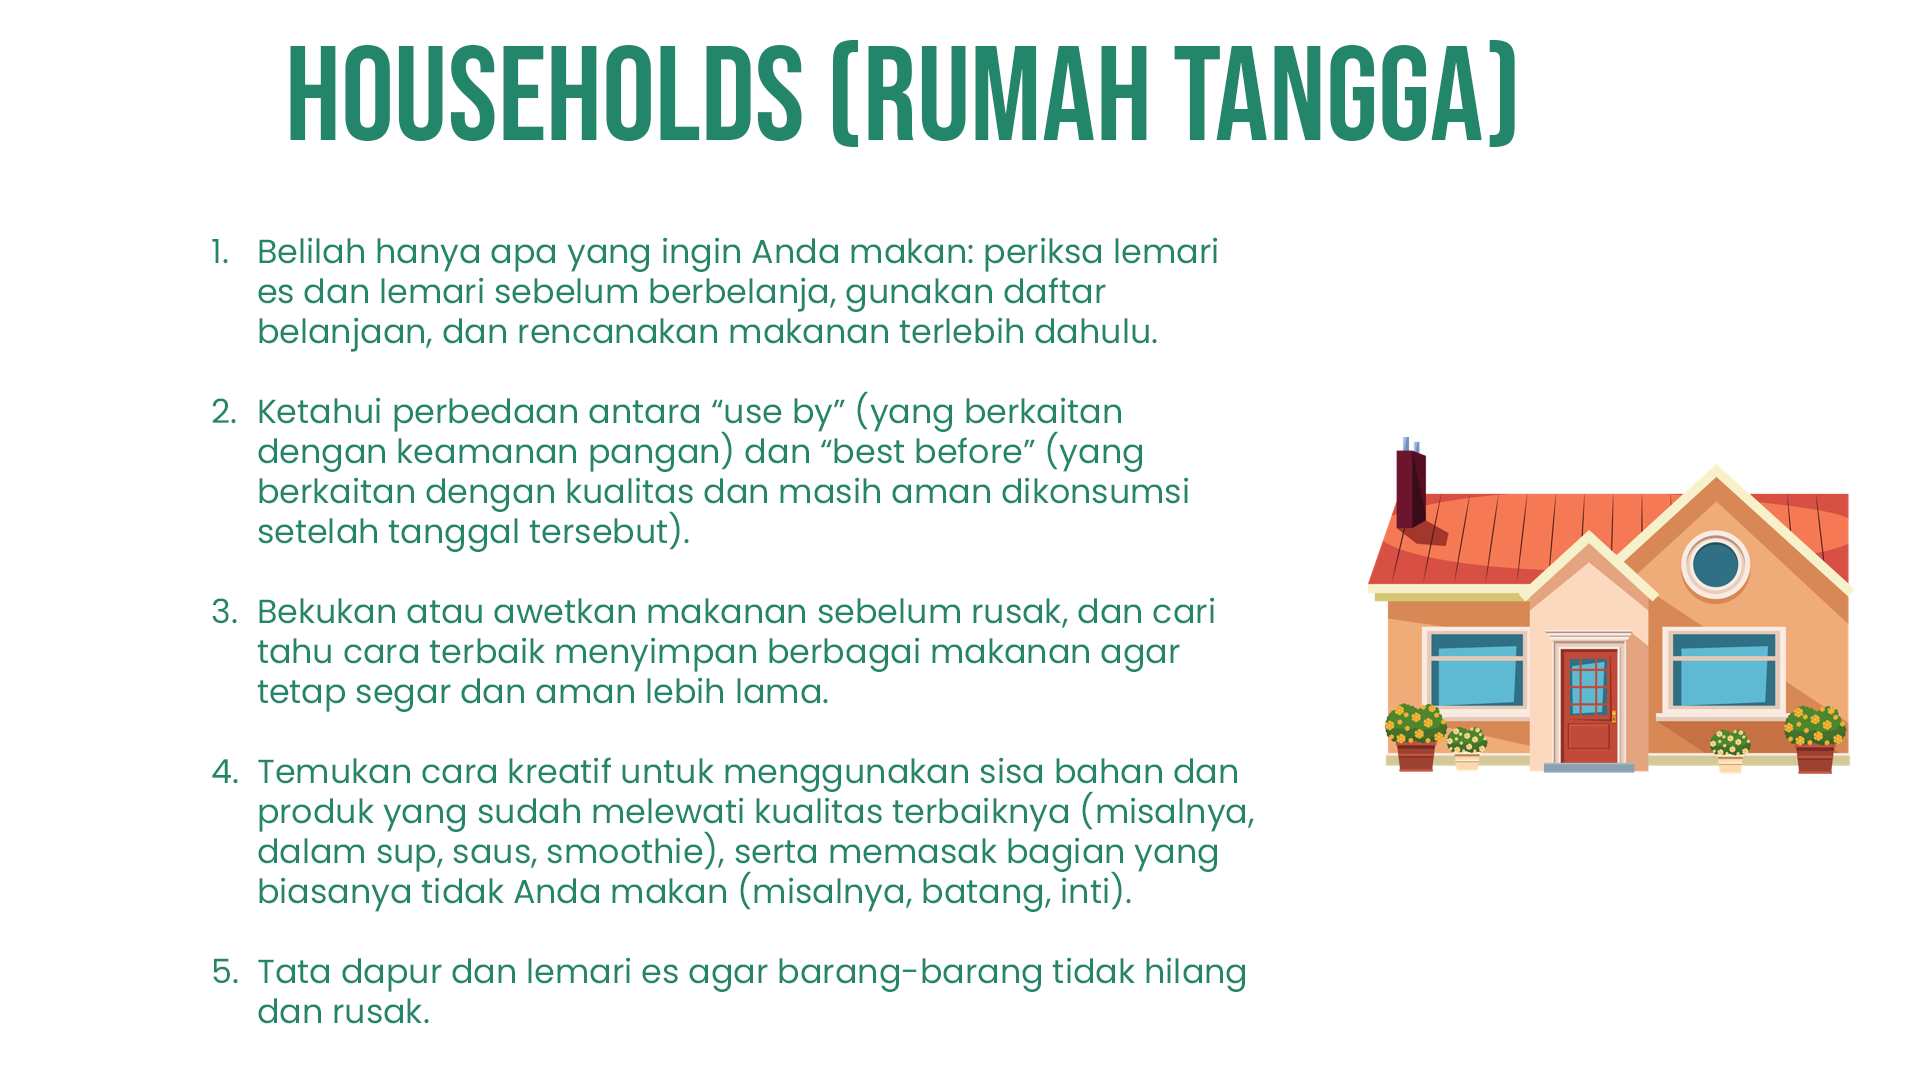 HOUSEHOLDS (RUMAH TANGGA)
1. Belilah hanya apa yang ingin Anda makan: periksa lemari
es dan lemari sebelum berbelanja, gunakan daftar
belanjaan, dan rencanakan makanan terlebih dahulu.
2. Ketahui perbedaan antara “use by” (yang berkaitan
dengan keamanan pangan) dan “best before” (yang
berkaitan dengan kualitas dan masih aman dikonsumsi
setelah tanggal tersebut).
3. Bekukan atau awetkan makanan sebelum rusak, dan cari
tahu cara terbaik menyimpan berbagai makanan agar
tetap segar dan aman lebih lama.
4. Temukan cara kreatif untuk menggunakan sisa bahan dan
produk yang sudah melewati kualitas terbaiknya (misalnya,
dalam sup, saus, smoothie), serta memasak bagian yang
biasanya tidak Anda makan (misalnya, batang, inti).
5. Tata dapur dan lemari es agar barang-barang tidak hilang
dan rusak.